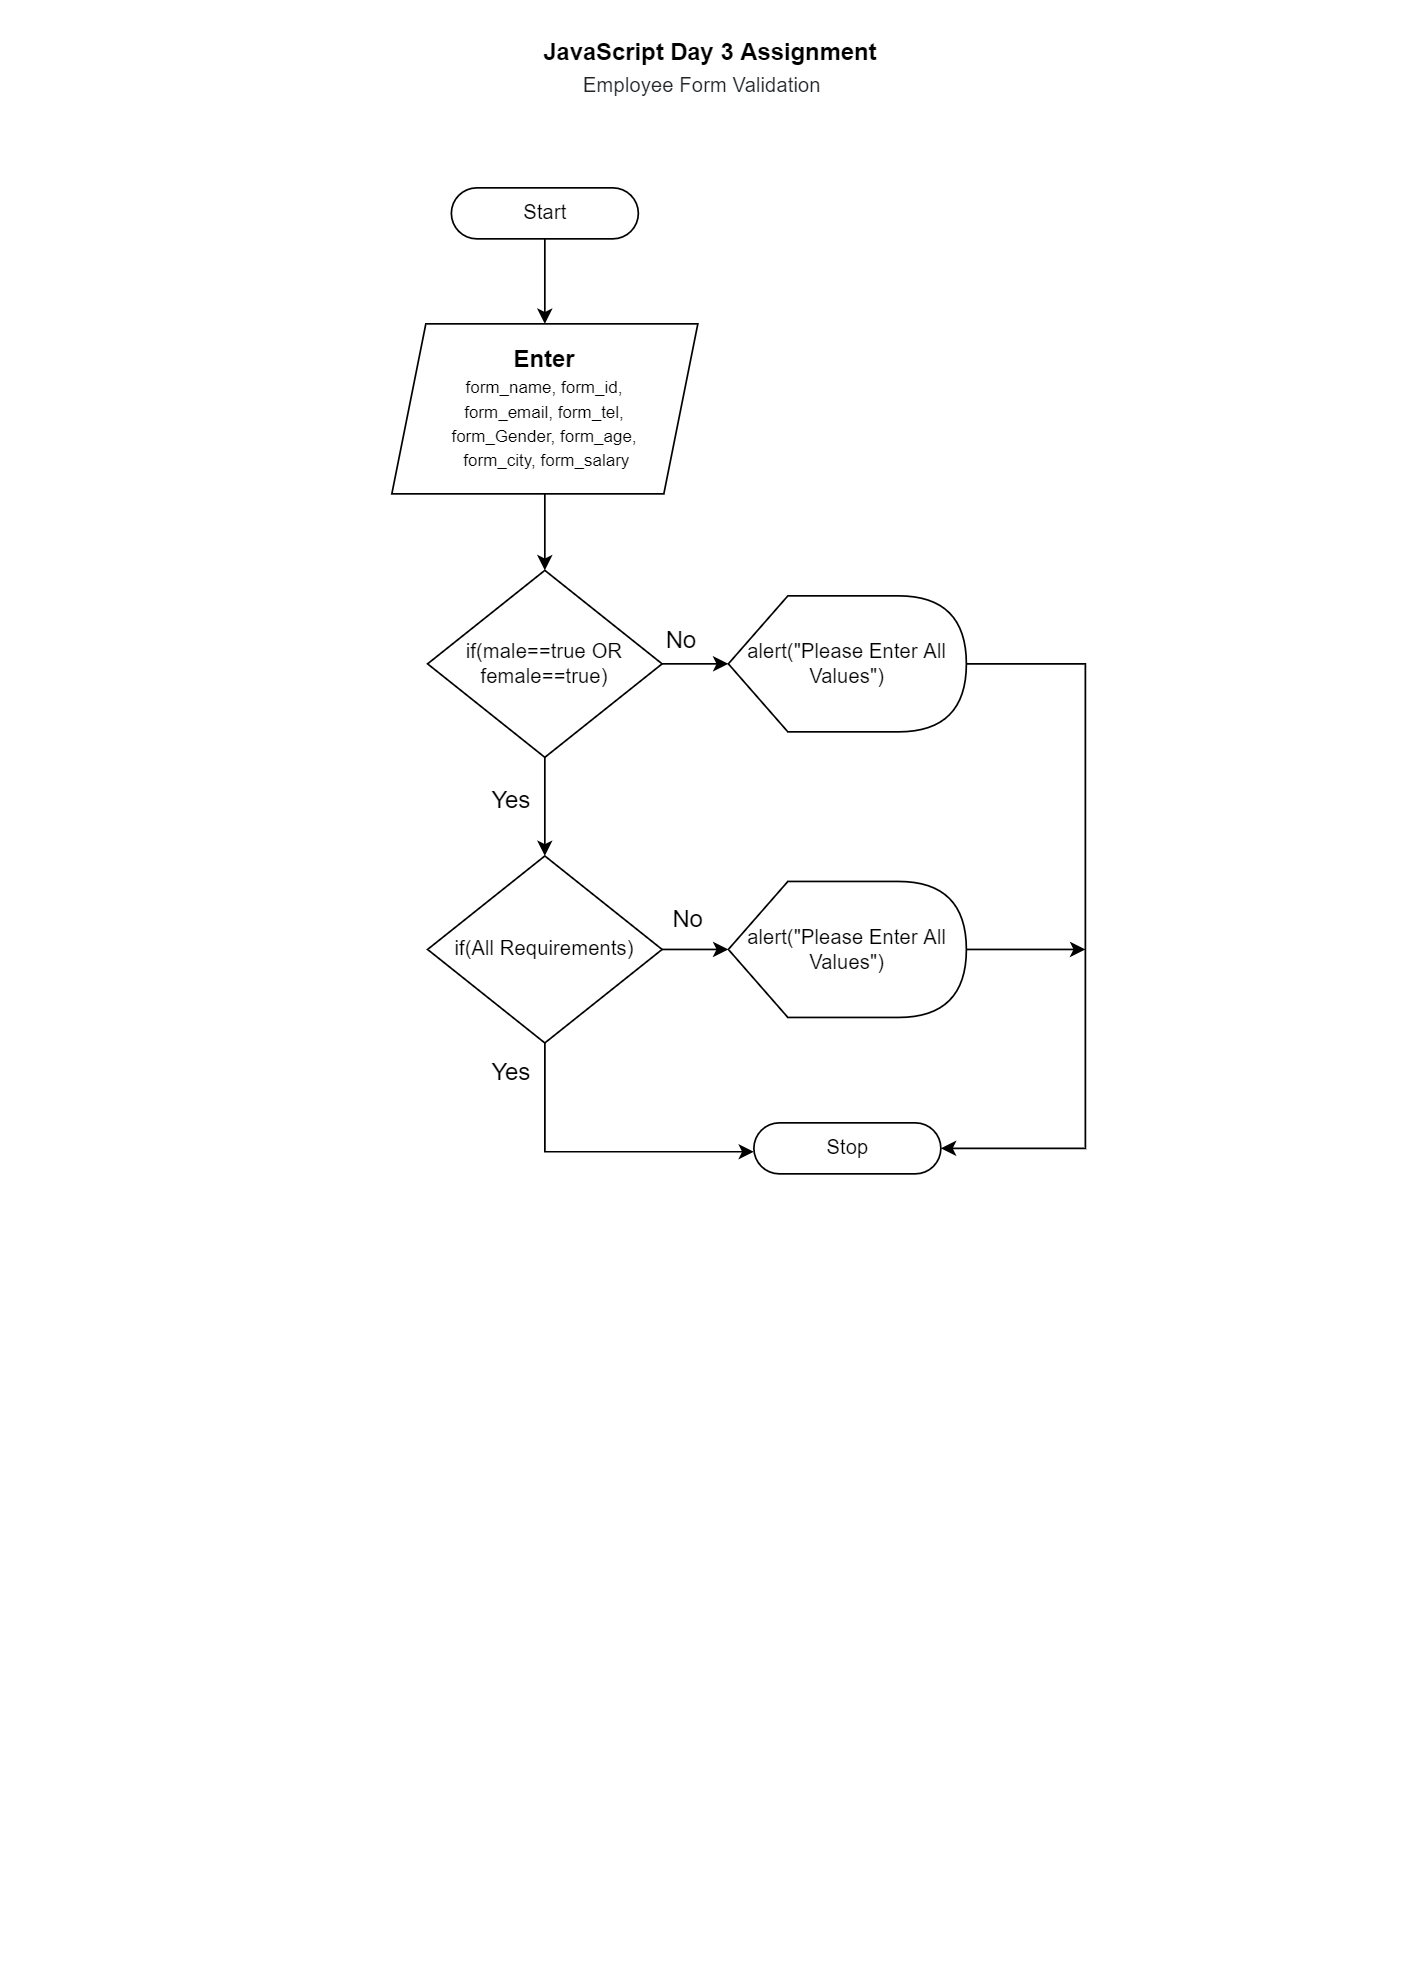 JavaScript Day 3 Assignment
Employee Form Validation
Start
Enter
form_name, form_id,
form_email, form_tel,
form_Gender, form_age,
form_city, form_salary
if(male==true OR
female==true)
No
alert("Please Enter All
Values")
Yes
if(All Requirements)
No
alert("Please Enter All
Values")
Yes
Stop